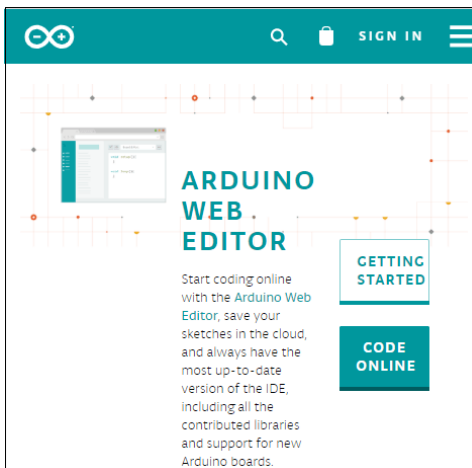 SIGN IN
ARDUINO
WEB
EDITOR
Start coding online
with the Arduino Web
Editor, save your
sketches in the cloud,
and always have the
most up-to-date
version of the IDE,
including all the
contributed libraries
and support for new
Arduino boards.
GETTING
STARTED
CODE
ONLINE